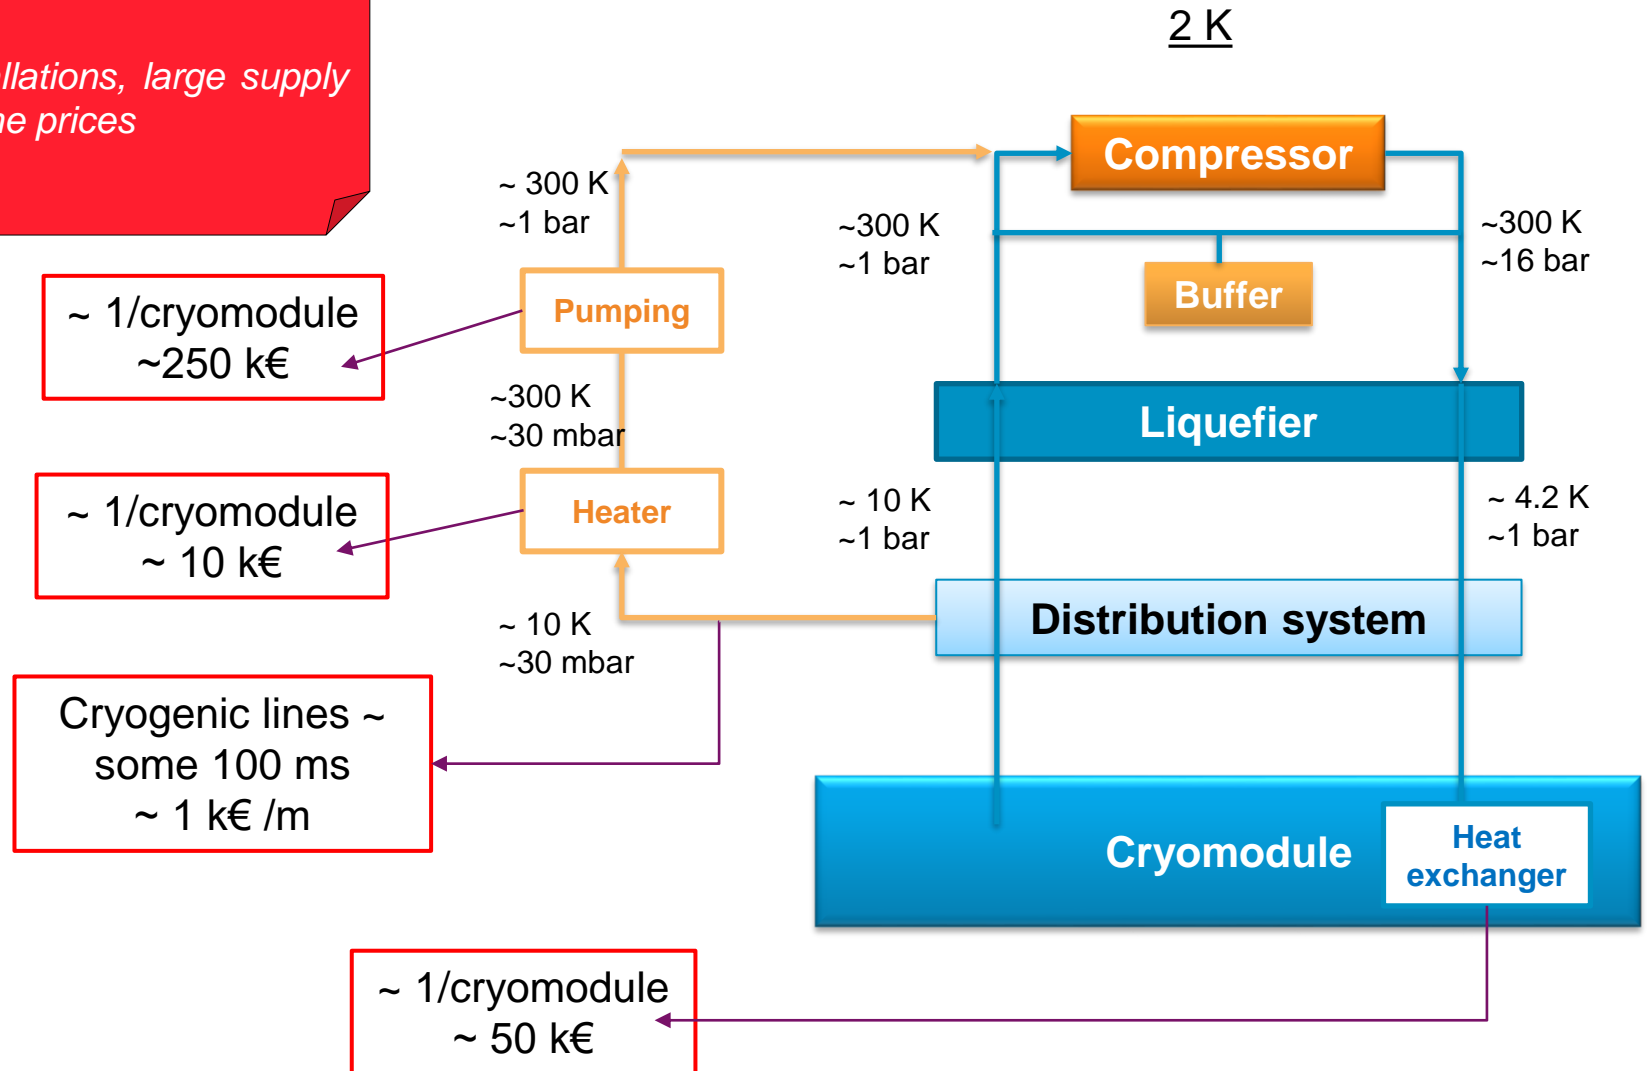 2 K
llations, large supply
ne prices
Compressor
~ 300 K
~1 bar
~300 K
~1 bar
~300 K
~16 bar
Buffer
~ 1/cryomodule
~250 k€
Pumping
~300 K
~30 mbar
Liquefier
~ 1/cryomodule
~ 10 k€
Heater
~ 10 K
~1 bar
~ 4.2 K
~1 bar
Distribution system
~ 10 K
~30 mbar
Cryogenic lines ~
some 100 ms
~ 1 k€ /m
Cryomodule
Heat
exchanger
~ 1/cryomodule
~ 50 k€